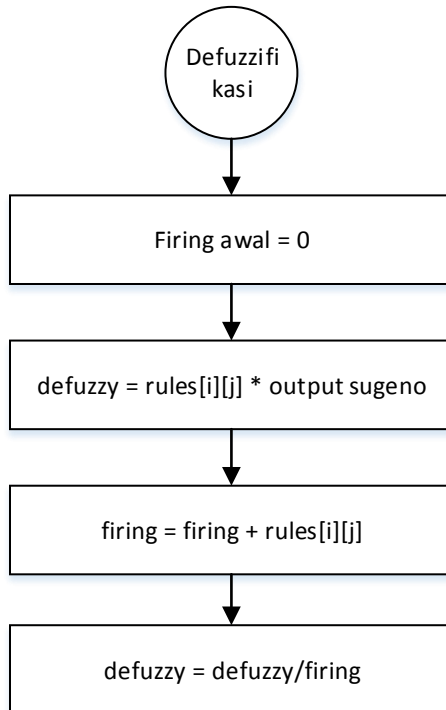 Defuzzifi
kasi
Firing awal = 0
defuzzy = rules[i][j] * output sugeno
firing = firing + rules[i][j]
defuzzy = defuzzy/firing